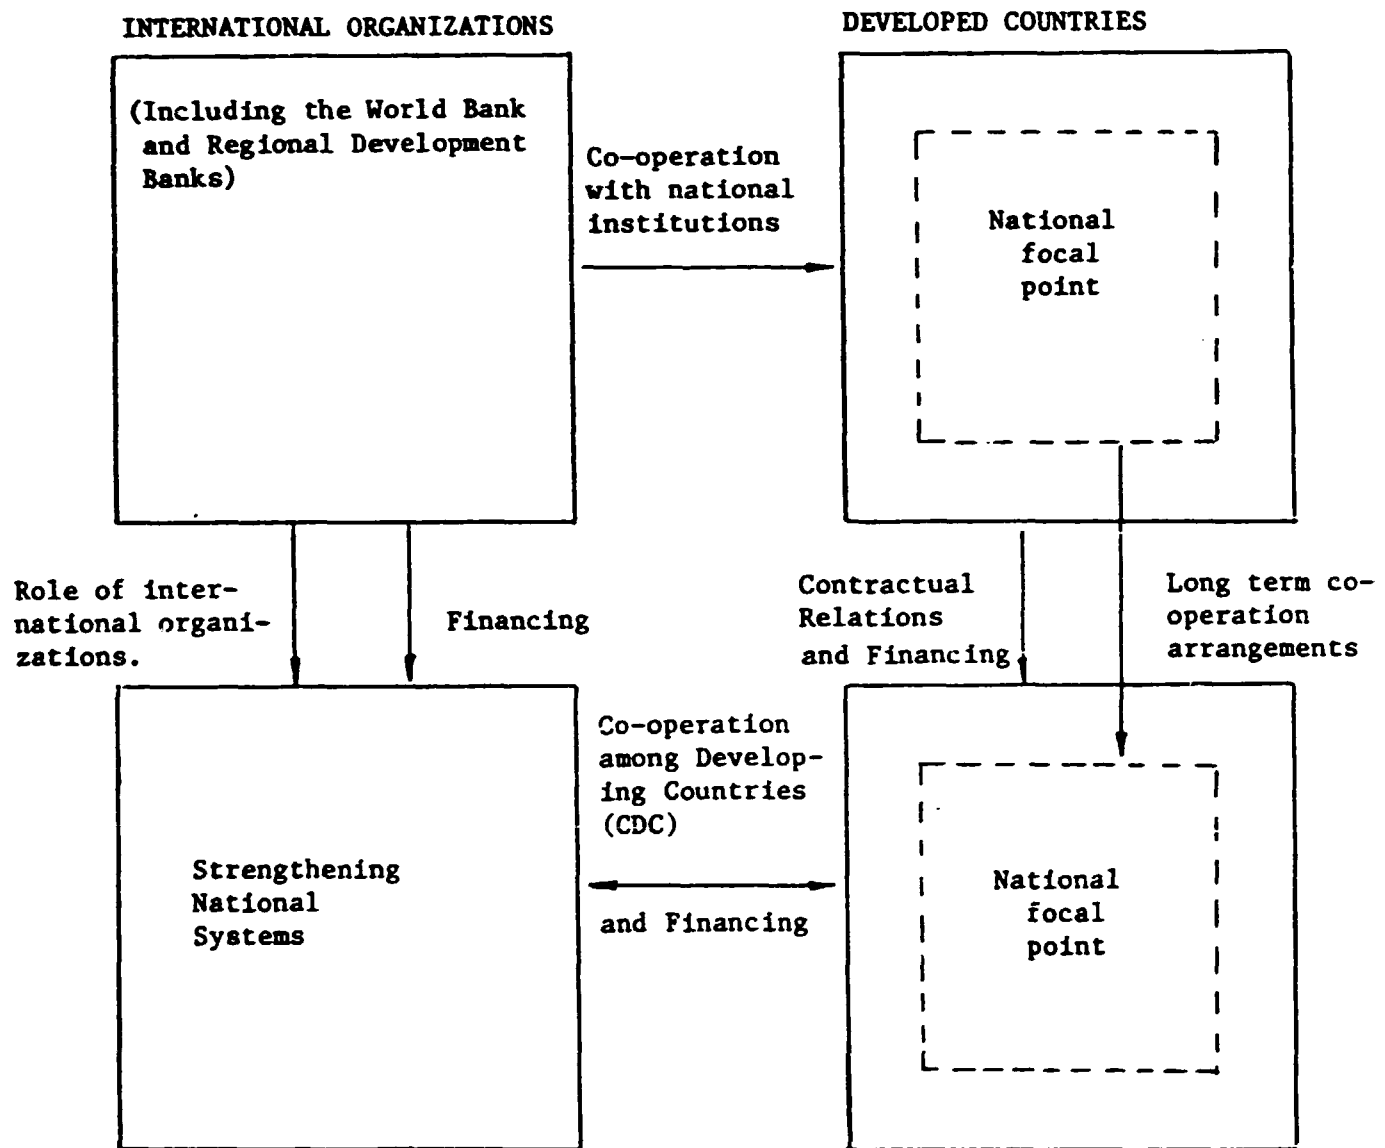 INTERNATIONAL ORGANIZATIONS
DEVELOPED COUNTRIES
(Including the World Bank
and Regional Development
Banks)
Co-operation
with national
institutions
National
focal
point
Role of inter-
national organi-
zations.
Financing
Contractual
Relations
and Financing
Long term co-
operation
arrangements
Co-operation
among Develop-
ing Countries
(CDC)
and Financing
Strengthening
National
Systems
National
focal
point